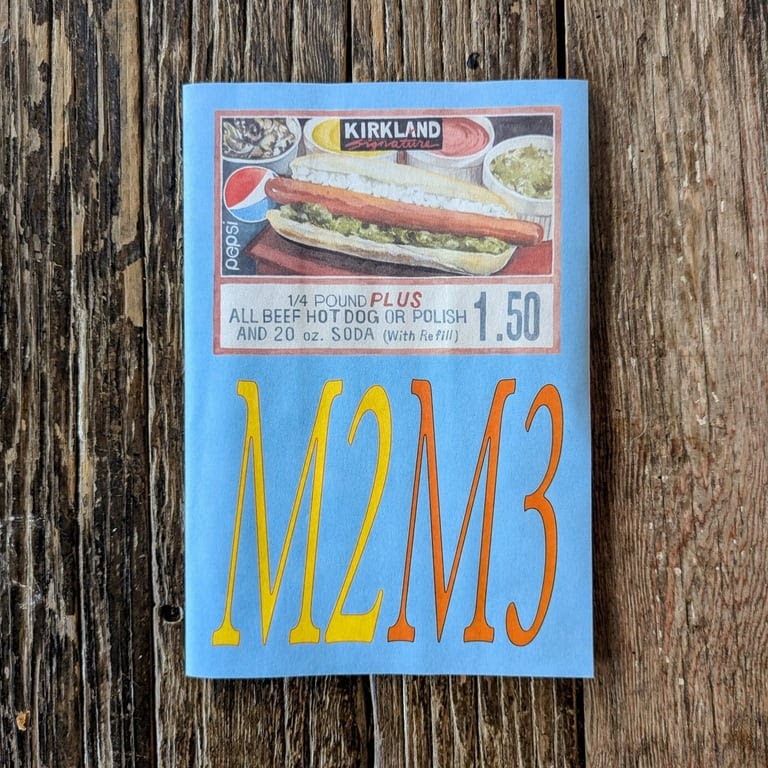 KIRKLAND
Signature
pepsi
1/4 POUND PLUS
ALL BEEF HOT DOG OR POLISH
AND 20 oz. SODA (With Refill)
1.50
M2M3